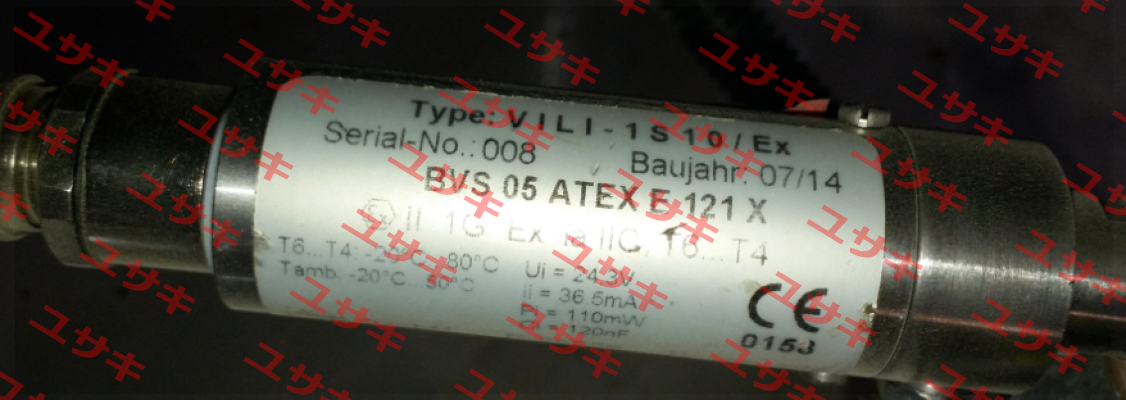 Type: VILI-1S10/Ex
Serial-No.: 008 Baujahr: 07/14
BVS 05 ATEX E 121 X
II 1G Ex ia IIC, T6...T4
T6...T4: -20°C...80°C
Tamb. -20°C...50°C
Ui = 24.3V
Ii = 36.5mA
Pi = 110mW
= 120nF
CE
0158
ユサキ